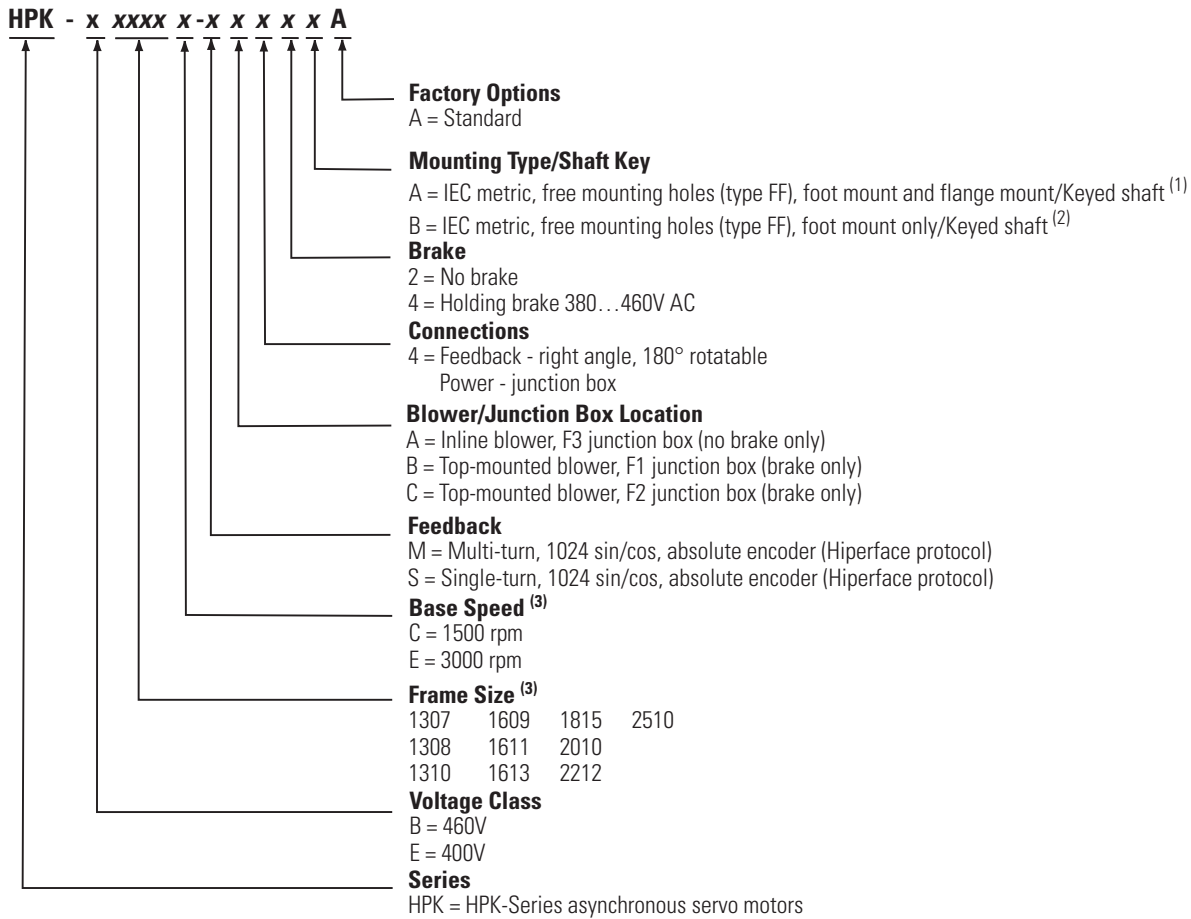 HPK - x xxxx x - x x x x x A
Factory Options
A = Standard
Mounting Type/Shaft Key
A = IEC metric, free mounting holes (type FF), foot mount and flange mount/Keyed shaft (1)
B = IEC metric, free mounting holes (type FF), foot mount only/Keyed shaft (2)
Brake
2 = No brake
4 = Holding brake 380…460V AC
Connections
4 = Feedback - right angle, 180° rotatable
Power - junction box
Blower/Junction Box Location
A = Inline blower, F3 junction box (no brake only)
B = Top-mounted blower, F1 junction box (brake only)
C = Top-mounted blower, F2 junction box (brake only)
Feedback
M = Multi-turn, 1024 sin/cos, absolute encoder (Hiperface protocol)
S = Single-turn, 1024 sin/cos, absolute encoder (Hiperface protocol)
Base Speed (3)
C = 1500 rpm
E = 3000 rpm
Frame Size (3)
1307 1609 1815 2510
1308 1611 2010
1310 1613 2212
Voltage Class
B = 460V
E = 400V
Series
HPK = HPK-Series asynchronous servo motors